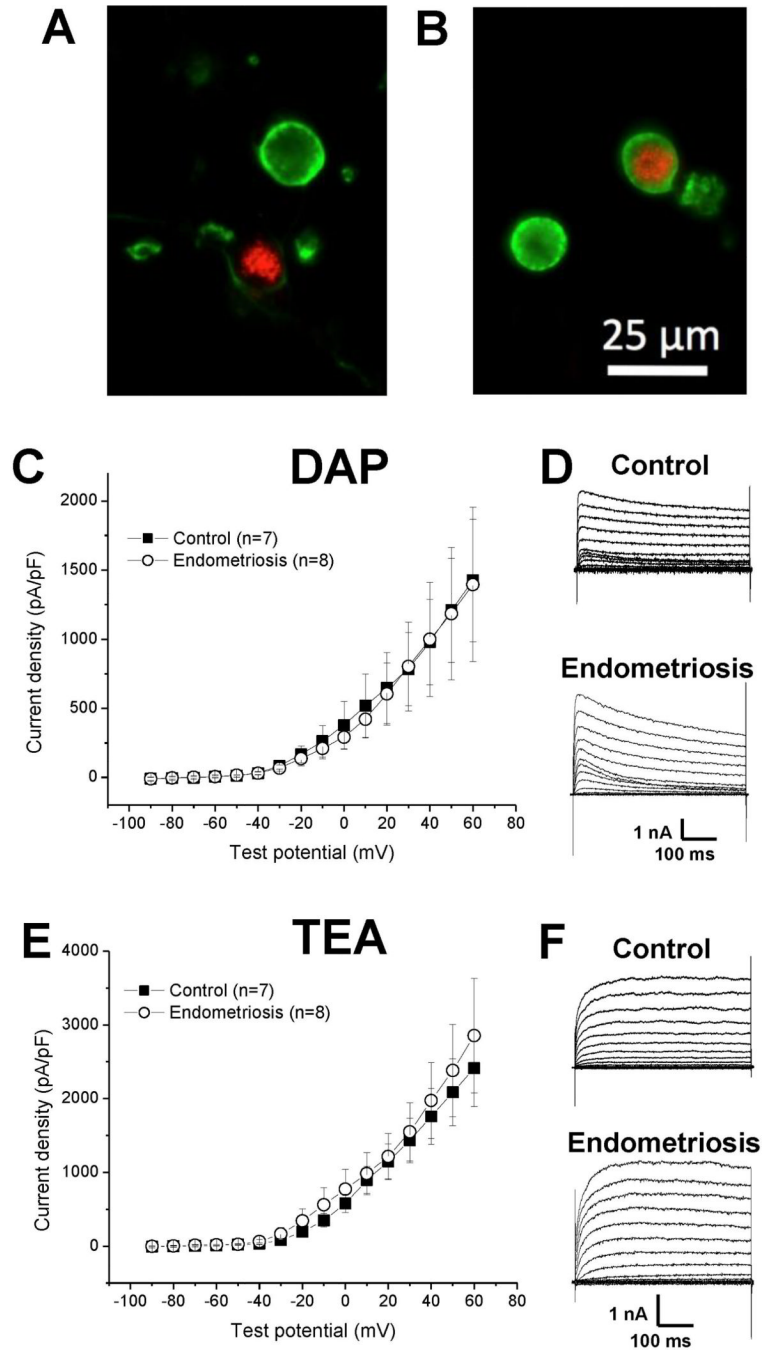 A
B
25 µm
C
DAP
D
Control
2000
Control (n=7)
Endometriosis (n=8)
1500
1000
500
0
Current density (pA/pF)
-100 -80 -60 -40 -20 0 20 40 60 80
Test potential (mV)
Endometriosis
1 nA
100 ms
E
TEA
F
Control
4000
Control (n=7)
Endometriosis (n=8)
3000
2000
1000
0
Current density (pA/pF)
-100 -80 -60 -40 -20 0 20 40 60 80
Test potential (mV)
Endometriosis
1 nA
100 ms